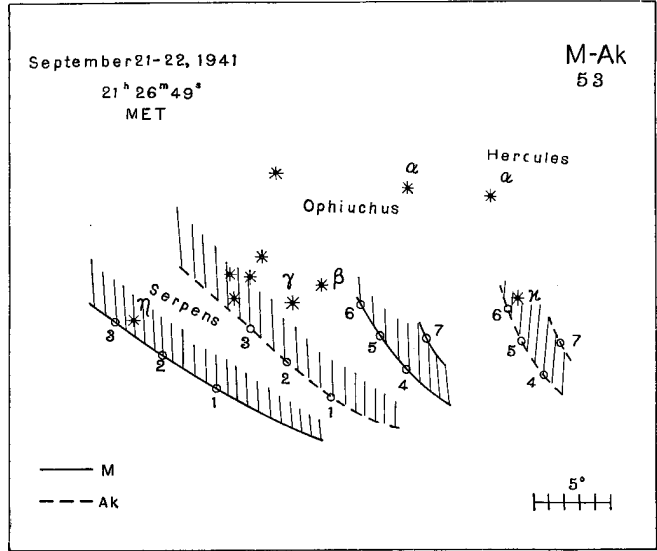 September 21-22, 1941
21h 26m 49s
MET
M-Ak
53
Hercules
α
α
Ophiuchus
γ
β
Serpens
η
κ
3
2
1
3
2
1
6
5
4
7
6
5
4
7
M
Ak
5°